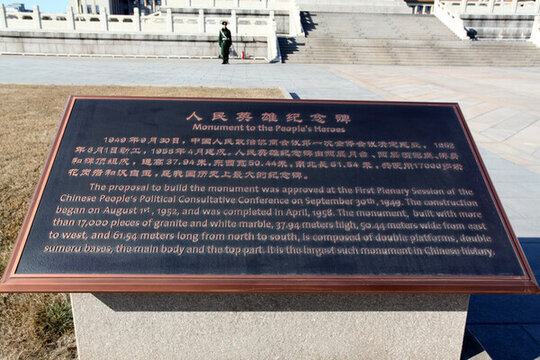 人民英雄纪念碑
Monument to the People's Heroes
1949年9月30日，中国人民政治协商会议第一次全体会议决定建立，1952
年8月1日动工，1958年4月建成。人民英雄纪念碑由两层月台、两层须弥座、碑身
和碑顶组成，通高37.94米，东西宽50.44米，南北长61.54米，共使用17000多块
花岗岩和汉白玉，是我国历史上最大的纪念碑。
The proposal to build the monument was approved at the First Plenary Session of the
Chinese People's Political Consultative Conference on September 30th, 1949. The construction
began on August 1st, 1952, and was completed in April, 1958. The monument, built with more
than 17,000 pieces of granite and white marble, 37.94 meters high, 50.44 meters wide from east
to west, and 61.54 meters long from north to south, is composed of double platforms, double
sumeru bases, the main body and the top part. It is the largest such monument in Chinese history.